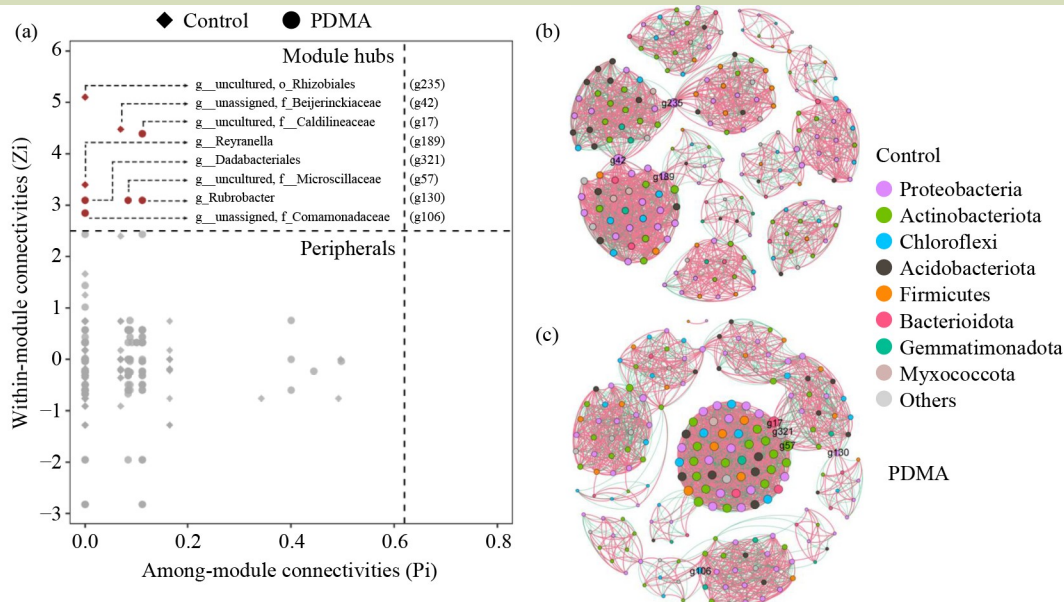 (a)
Control
PDMA
Within-module connectivities (Zi)
6
5
4
3
2
1
0
−1
−2
−3
Module hubs
g__uncultured, o_Rhizobiales (g235)
g__unassigned, f_Beijerinckiaceae (g42)
g__uncultured, f__Caldilineaceae (g17)
g__Reyranella (g189)
g__Dadabacteriales (g321)
g__uncultured, f__Microscillaceae (g57)
g_Rubrobacter (g130)
g__unassigned, f_Comamonadaceae (g106)
Peripherals
0.0 0.2 0.4 0.6 0.8
Among-module connectivities (Pi)
(b)
g235
g42
g189
Control
Proteobacteria
Actinobacteriota
Chloroflexi
Acidobacteriota
Firmicutes
Bacterioidota
Gemmatimonadota
Myxococcota
Others
(c)
g17
g321
g57
g130
g106
PDMA